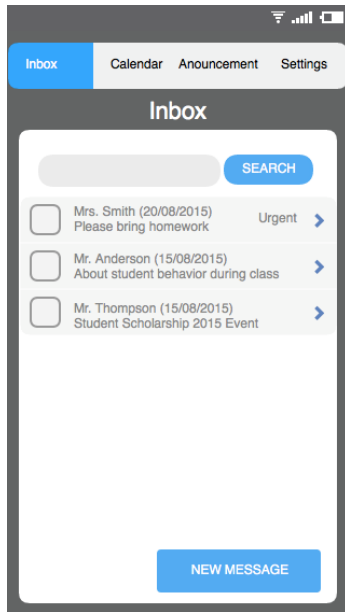 Inbox Calendar Anouncement Settings
Inbox
SEARCH
Mrs. Smith (20/08/2015)
Please bring homework
Urgent
Mr. Anderson (15/08/2015)
About student behavior during class
Mr. Thompson (15/08/2015)
Student Scholarship 2015 Event
NEW MESSAGE